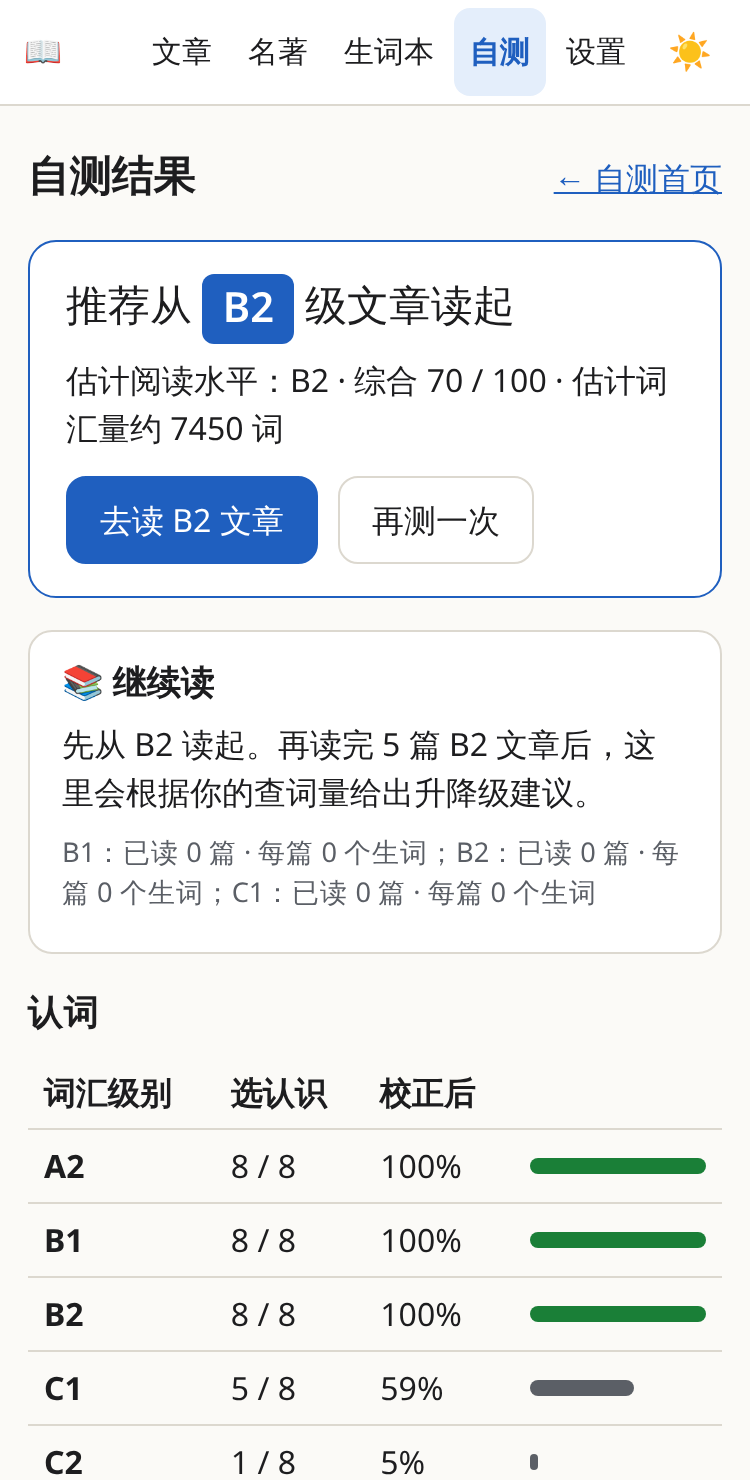 文章 名著 生词本 自测 设置
自测结果 ← 自测首页
推荐从 B2 级文章读起
估计阅读水平：B2 · 综合 70 / 100 · 估计词
汇量约 7450 词
去读 B2 文章 再测一次
继续读
先从 B2 读起。再读完 5 篇 B2 文章后，这
里会根据你的查词量给出升降级建议。
B1：已读 0 篇 · 每篇 0 个生词；B2：已读 0 篇 · 每
篇 0 个生词；C1：已读 0 篇 · 每篇 0 个生词
认词
词汇级别 选认识 校正后
A2 8 / 8 100%
B1 8 / 8 100%
B2 8 / 8 100%
C1 5 / 8 59%
C2 1 / 8 5%